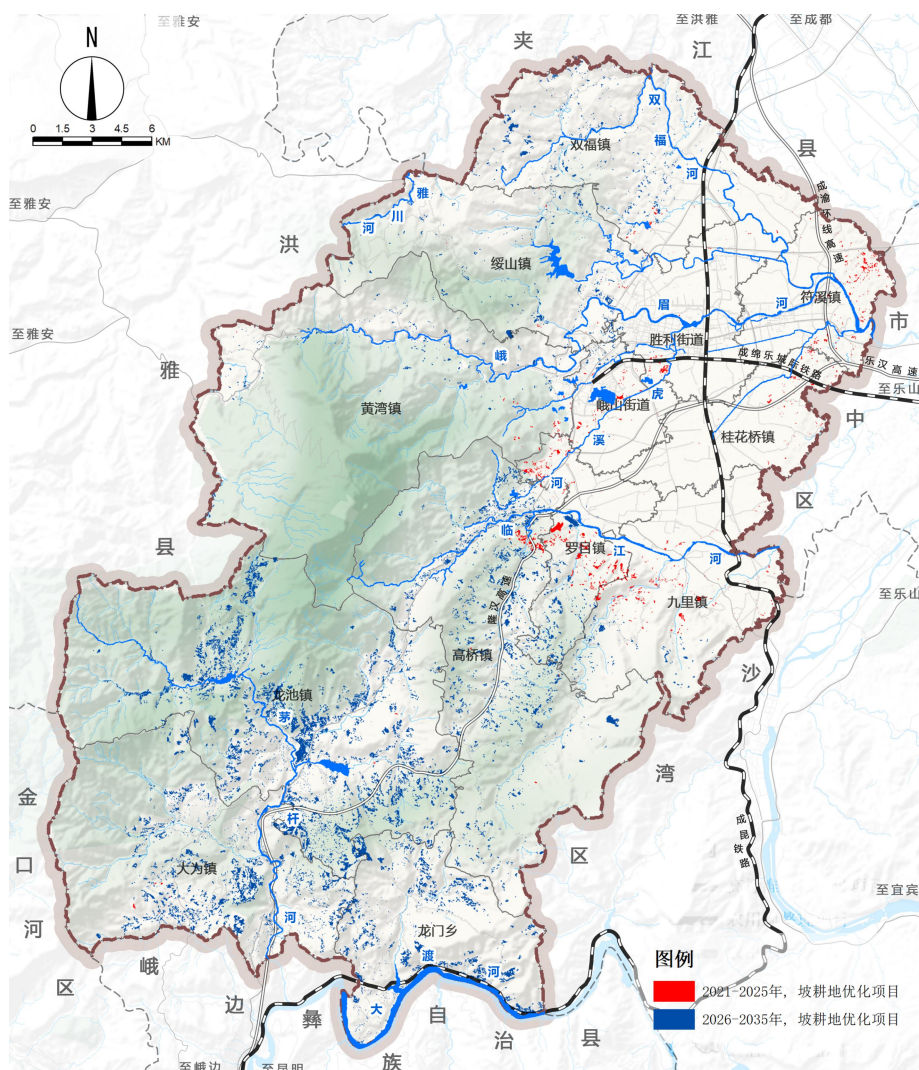 至雅安
至洪雅
至成都
N
夹
江
县
0 1.5 3 4.5 6
KM
双
福
河
双福镇
成渝环线高速
至雅安
洪
雅
川
河
绥山镇
符溪镇
市
眉
河
胜利街道
至雅安
雅
峨
成绵乐城际铁路
乐汉高速
至乐山
黄湾镇
峨山街道
虎
溪
河
桂花桥镇
中
区
临
江
河
罗目镇
县
九里镇
至乐山
沙
高桥镇
龙池镇
茅
湾
金
口
河
区
杆
成昆铁路
大为镇
河
区
至宜宾
龙门乡
渡
河
大
峨
边
彝
族
自
治
县
至峨边
至昆明
图例
2021-2025年, 坡耕地优化项目
2026-2035年, 坡耕地优化项目